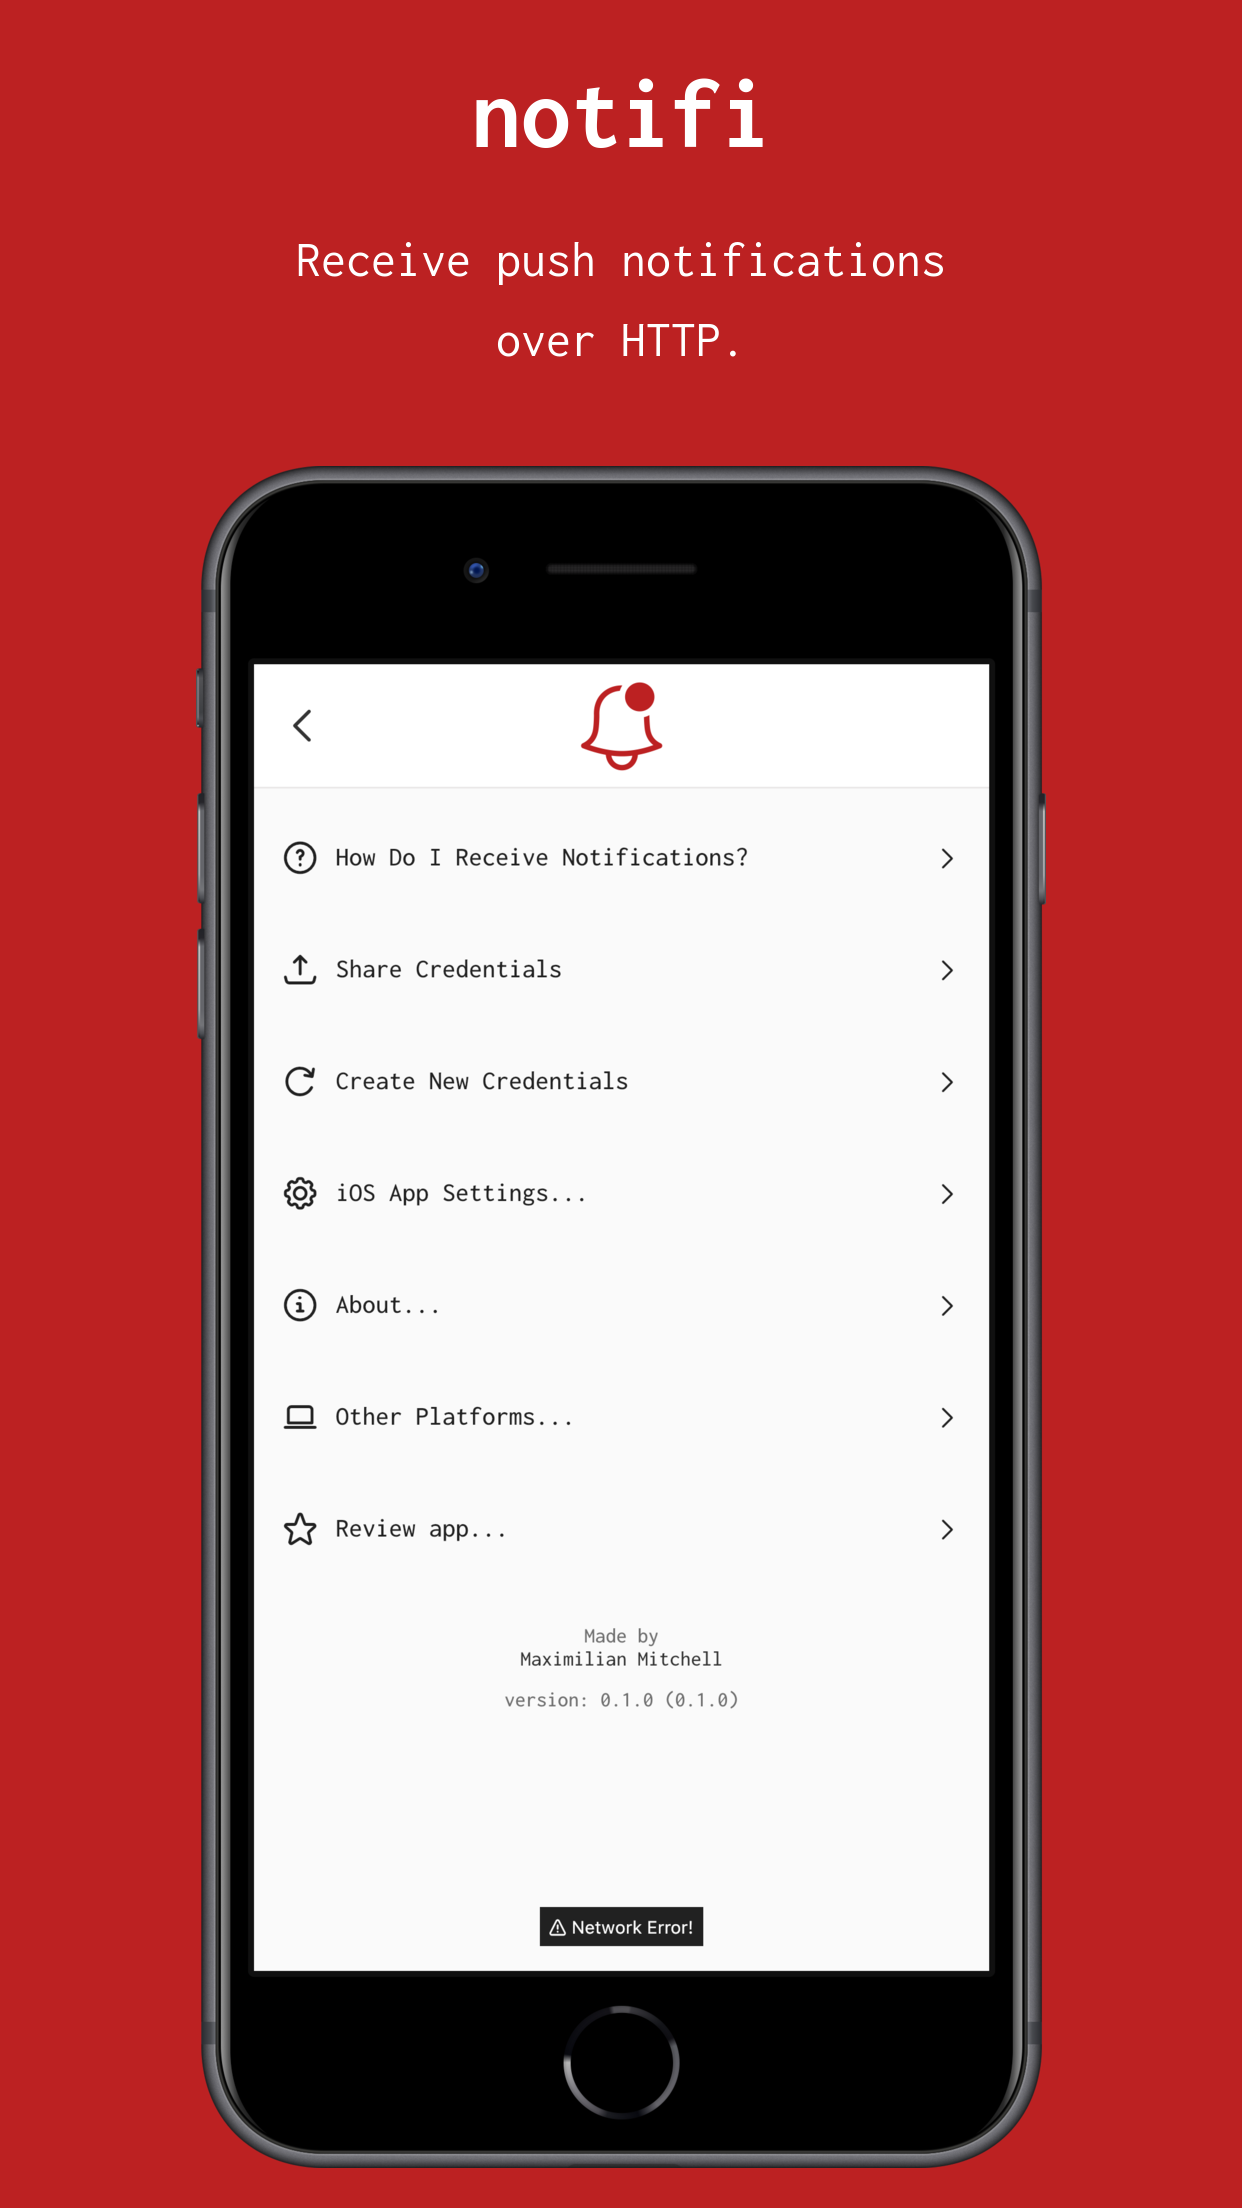 notifi
Receive push notifications
over HTTP.
How Do I Receive Notifications?
Share Credentials
Create New Credentials
iOS App Settings...
About...
Other Platforms...
Review app...
Made by
Maximilian Mitchell
version: 0.1.0 (0.1.0)
Network Error!